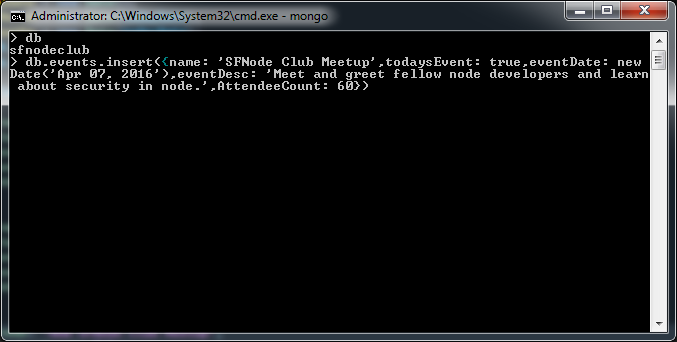 Administrator: C:\Windows\System32\cmd.exe - mongo
> db
sfnodeclub
> db.events.insert({name: 'SFNode Club Meetup',todaysEvent: true,eventDate: new
Date('Apr 07, 2016'),eventDesc: 'Meet and greet fellow node developers and learn
about security in node.',AttendeeCount: 60})